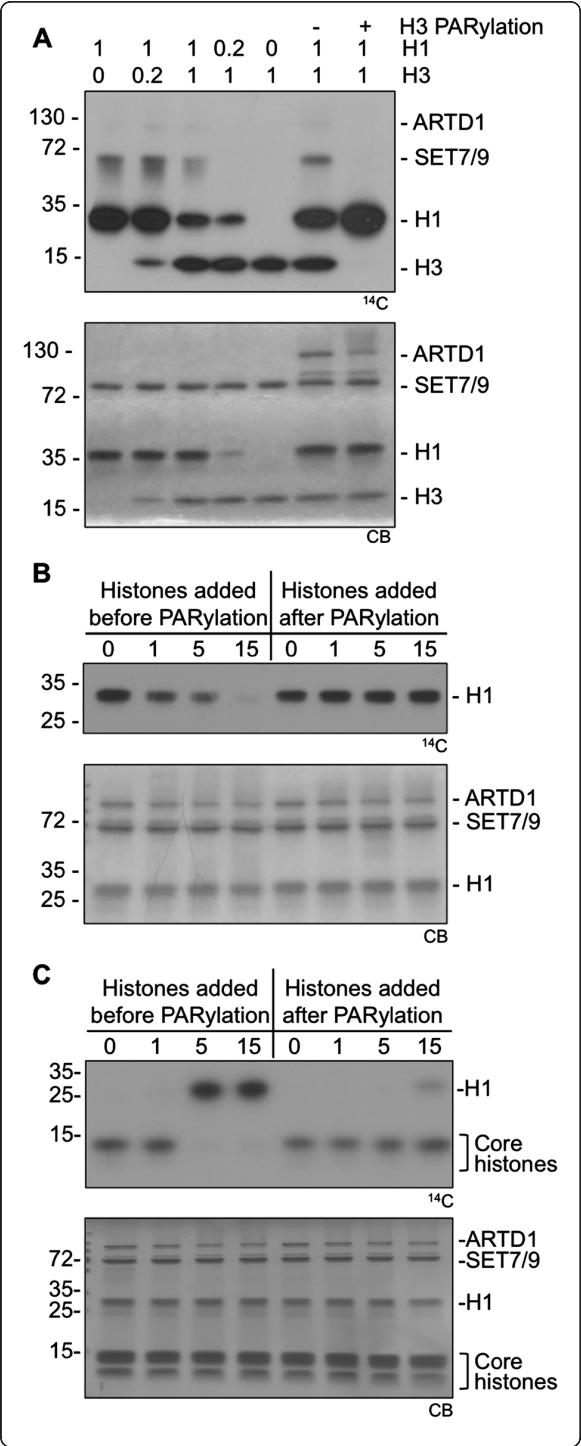 A
- + H3 PARylation
1 1 1 0.2 0 1 1 H1
0 0.2 1 1 1 1 1 H3
130 - - ARTD1
72 - - SET7/9
35 - - H1
15 - - H3
14C
130 - - ARTD1
72 - - SET7/9
35 - - H1
15 - - H3
CB
B
Histones added Histones added
before PARylation after PARylation
0 1 5 15 0 1 5 15
35 - - H1
25 -
14C
- ARTD1
72 - - SET7/9
35 - - H1
25 -
CB
C
Histones added Histones added
before PARylation after PARylation
0 1 5 15 0 1 5 15
35- -H1
25-
15- Core
histones
14C
-ARTD1
72- -SET7/9
35- -H1
25-
15- Core
histones
CB